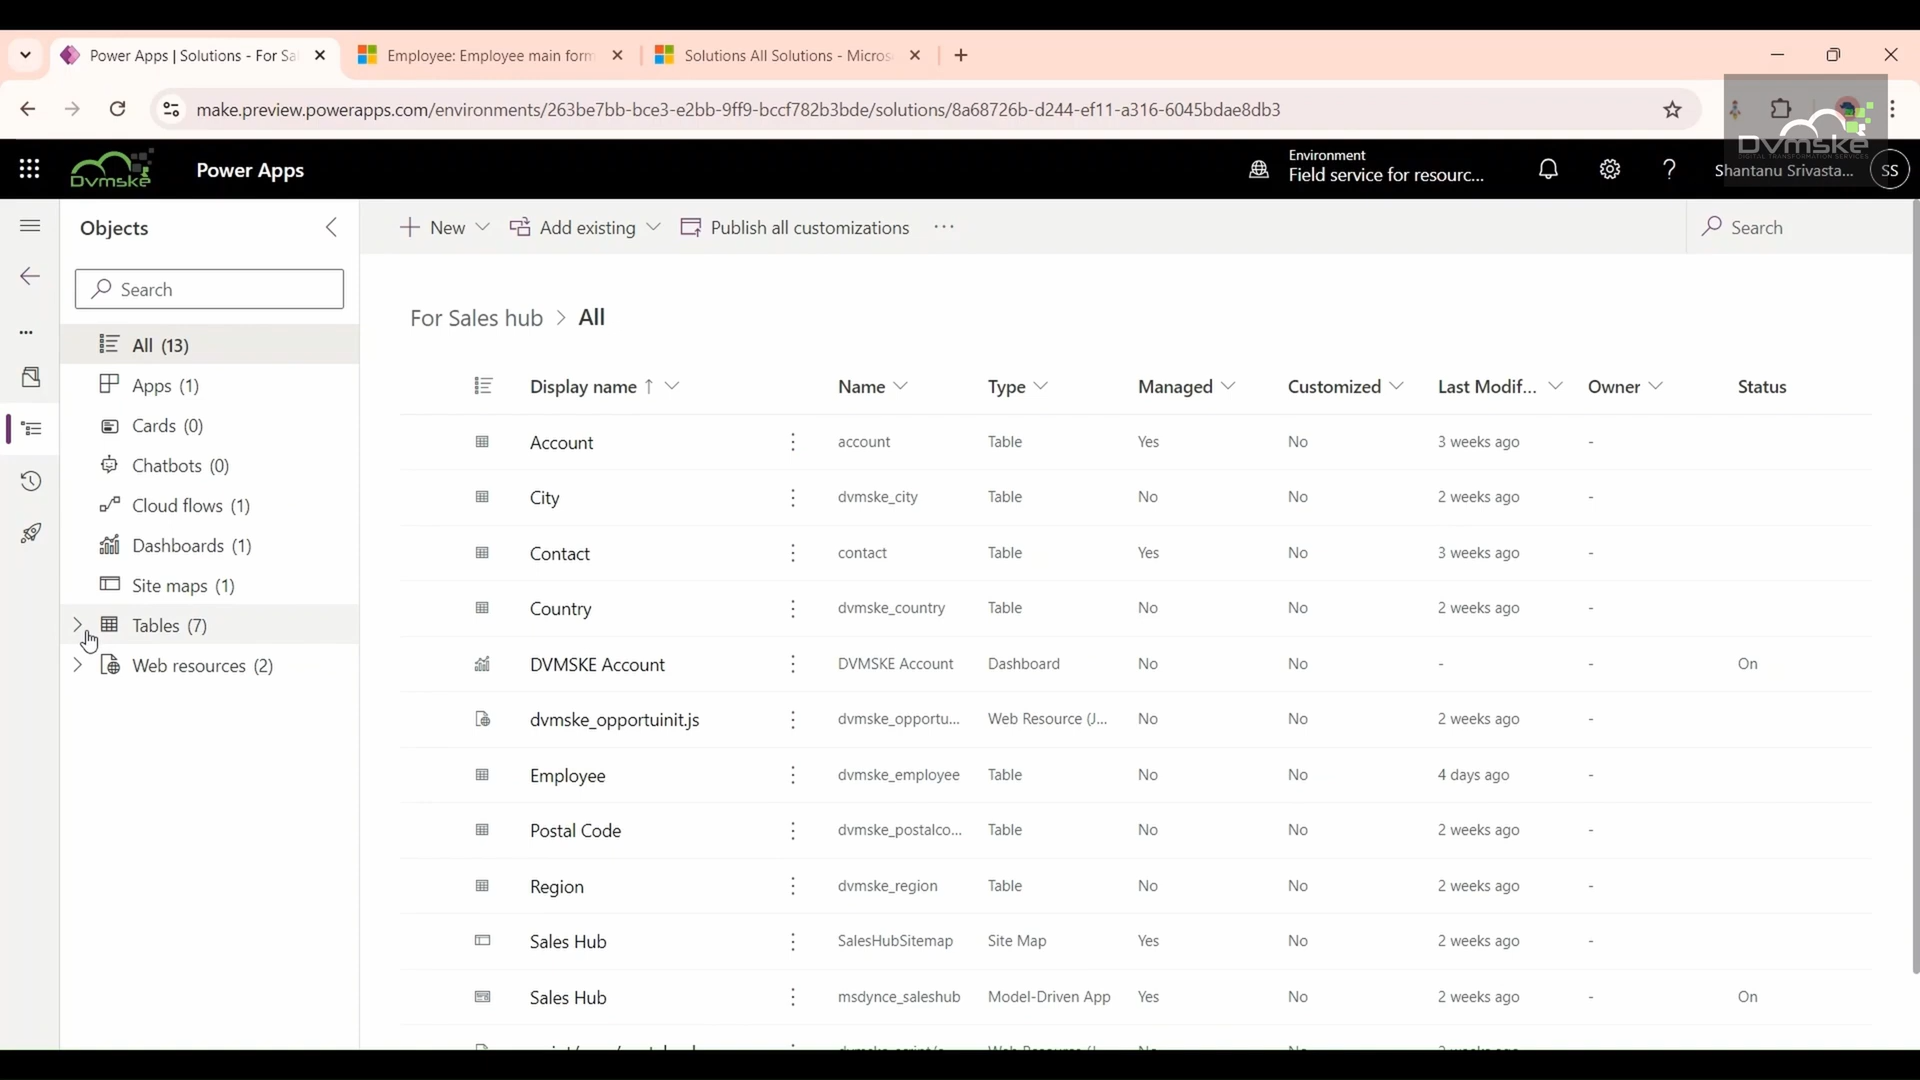 Power Apps | Solutions - For Sa
Employee: Employee main form
Solutions All Solutions - Micros
make.preview.powerapps.com/environments/263be7bb-bce3-e2bb-9ff9-bccf782b3bde/solutions/8a68726b-d244-ef11-a316-6045bdae8db3
Dvmske
DIGITAL TRANSFORMATION SERVICES
Dvmske
Power Apps
Environment
Field service for resourc...
?
Shantanu Srivasta...
SS
Objects
New
Add existing
Publish all customizations
...
Search
Search
All (13)
Apps (1)
Cards (0)
Chatbots (0)
Cloud flows (1)
Dashboards (1)
Site maps (1)
Tables (7)
Web resources (2)
For Sales hub > All
Display name ↑ Name Type Managed Customized Last Modif... Owner Status
Account account Table Yes No 3 weeks ago -
City dvmske_city Table No No 2 weeks ago -
Contact contact Table Yes No 3 weeks ago -
Country dvmske_country Table No No 2 weeks ago -
DVMSKE Account DVMSKE Account Dashboard No No - - On
dvmske_opportuinit.js dvmske_opportu... Web Resource (J... No No 2 weeks ago -
Employee dvmske_employee Table No No 4 days ago -
Postal Code dvmske_postalco... Table No No 2 weeks ago -
Region dvmske_region Table No No 2 weeks ago -
Sales Hub SalesHubSitemap Site Map Yes No 2 weeks ago -
Sales Hub msdynce_saleshub Model-Driven App Yes No 2 weeks ago - On